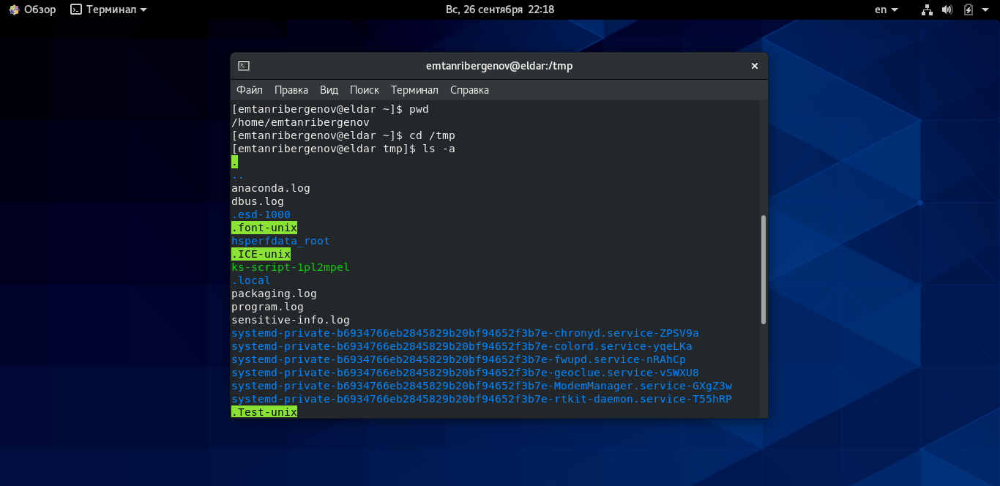 Обзор Терминал Вс, 26 сентября 22:18 en
emtanribergenov@eldar:/tmp
Файл Правка Вид Поиск Терминал Справка
[emtanribergenov@eldar ~]$ pwd
/home/emtanribergenov
[emtanribergenov@eldar ~]$ cd /tmp
[emtanribergenov@eldar tmp]$ ls -a
.
..
anaconda.log
dbus.log
.esd-1000
.font-unix
hsperfdata_root
.ICE-unix
ks-script-1pl2mpel
.local
packaging.log
program.log
sensitive-info.log
systemd-private-b6934766eb2845829b20bf94652f3b7e-chronyd.service-ZPSV9a
systemd-private-b6934766eb2845829b20bf94652f3b7e-colord.service-yqeLKa
systemd-private-b6934766eb2845829b20bf94652f3b7e-fwupd.service-nRAhCp
systemd-private-b6934766eb2845829b20bf94652f3b7e-geoclue.service-vSWXU8
systemd-private-b6934766eb2845829b20bf94652f3b7e-ModemManager.service-GXgZ3w
systemd-private-b6934766eb2845829b20bf94652f3b7e-rtkit-daemon.service-T55hRP
.Test-unix